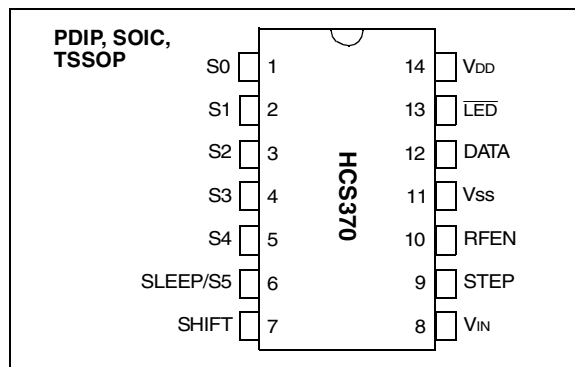 PDIP, SOIC,
TSSOP
S0 1 14 VDD
S1 2 13 LED
S2 3 12 DATA
S3 4 11 VSS
S4 5 10 RFEN
SLEEP/S5 6 9 STEP
SHIFT 7 8 VIN
HCS370